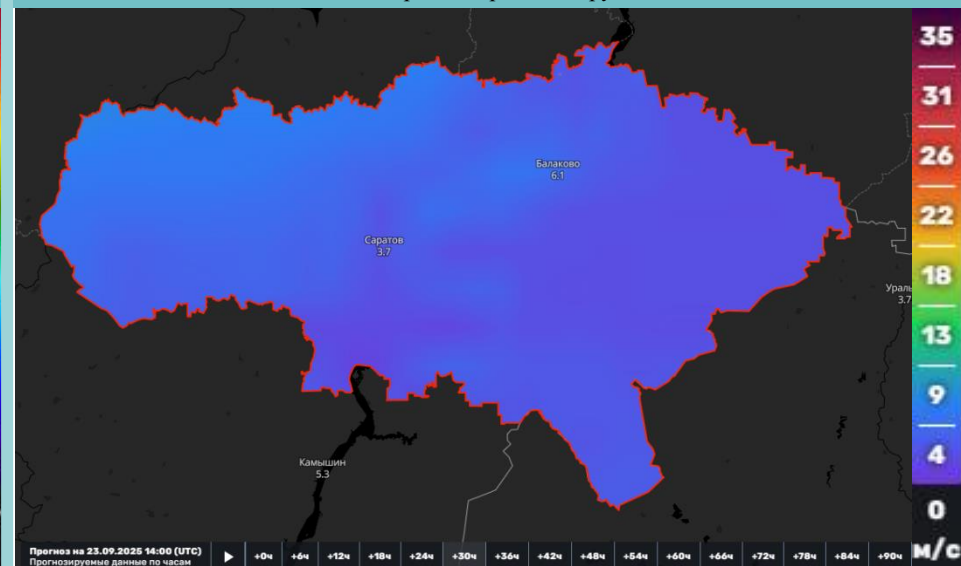 35
31
26
Балаково
6.1
22
Саратов
3.7
18
Ураль
3.7
13
9
4
Камышин
5.3
0
м/с
Прогноз на 23.09.2025 14:00 (UTC)
Прогнозируемые данные по часам
+0ч +6ч +12ч +18ч +24ч +30ч +36ч +42ч +48ч +54ч +60ч +66ч +72ч +78ч +84ч +90ч